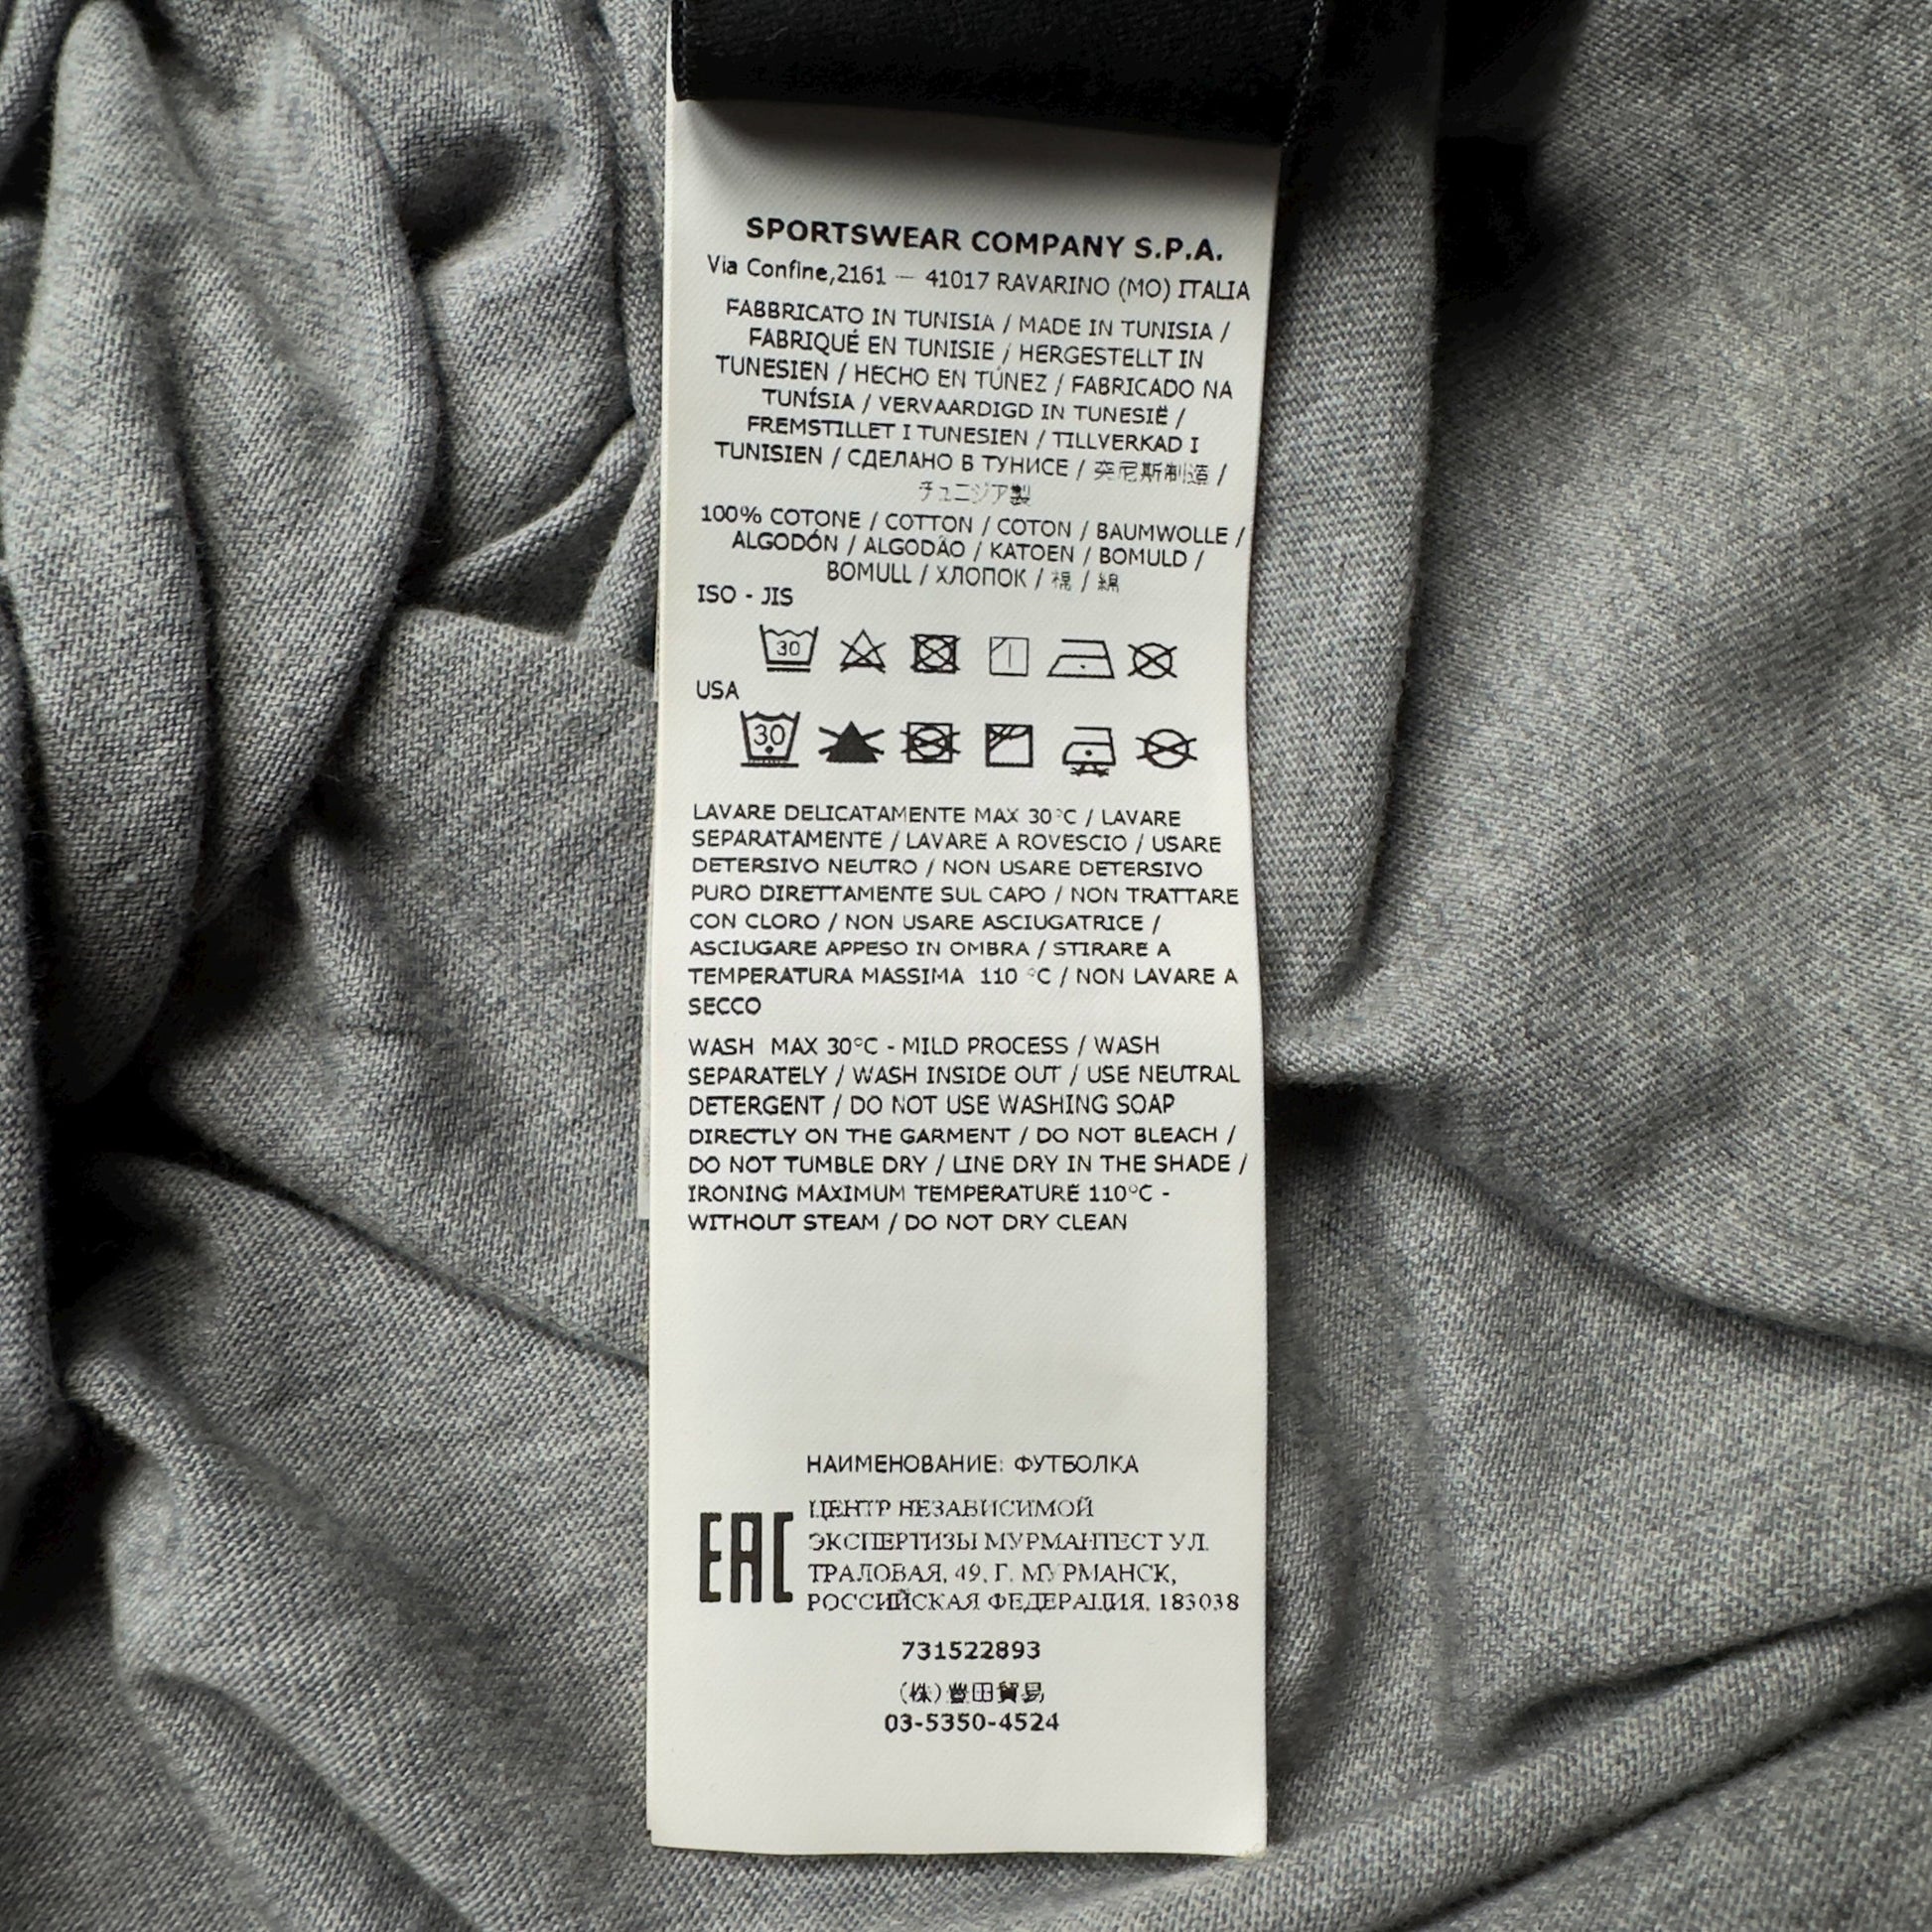 SPORTSWEAR COMPANY S.P.A.
Via Confine,2161 — 41017 RAVARINO (MO) ITALIA
FABBRICATO IN TUNISIA / MADE IN TUNISIA /
FABRIQUÉ EN TUNISIE / HERGESTELLT IN
TUNESIEN / HECHO EN TÚNEZ / FABRICADO NA
TUNÍSIA / VERVAARDIGD IN TUNESIË /
FREMSTILLET I TUNESIEN / TILLVERKAD I
TUNISIEN / СДЕЛАНО В ТУНИСЕ / 突尼斯制造 /
チュニジア製
100% COTONE / COTTON / COTON / BAUMWOLLE /
ALGODÓN / ALGODÃO / KATOEN / BOMULD /
BOMULL / ХЛОПОК / 棉 / 綿
ISO - JIS
30
USA
30
LAVARE DELICATAMENTE MAX 30°C / LAVARE
SEPARATAMENTE / LAVARE A ROVESCIO / USARE
DETERSIVO NEUTRO / NON USARE DETERSIVO
PURO DIRETTAMENTE SUL CAPO / NON TRATTARE
CON CLORO / NON USARE ASCIUGATRICE /
ASCIUGARE APPESO IN OMBRA / STIRARE A
TEMPERATURA MASSIMA 110 °C / NON LAVARE A
SECCO
WASH MAX 30°C - MILD PROCESS / WASH
SEPARATELY / WASH INSIDE OUT / USE NEUTRAL
DETERGENT / DO NOT USE WASHING SOAP
DIRECTLY ON THE GARMENT / DO NOT BLEACH /
DO NOT TUMBLE DRY / LINE DRY IN THE SHADE /
IRONING MAXIMUM TEMPERATURE 110°C -
WITHOUT STEAM / DO NOT DRY CLEAN
НАИМЕНОВАНИЕ: ФУТБОЛКА
EAC
ЦЕНТР НЕЗАВИСИМОЙ
ЭКСПЕРТИЗЫ МУРМАНТЕСТ УЛ.
ТРАЛОВАЯ, 49, Г. МУРМАНСК,
РОССИЙСКАЯ ФЕДЕРАЦИЯ, 183038
731522893
(株)豊田貿易
03-5350-4524